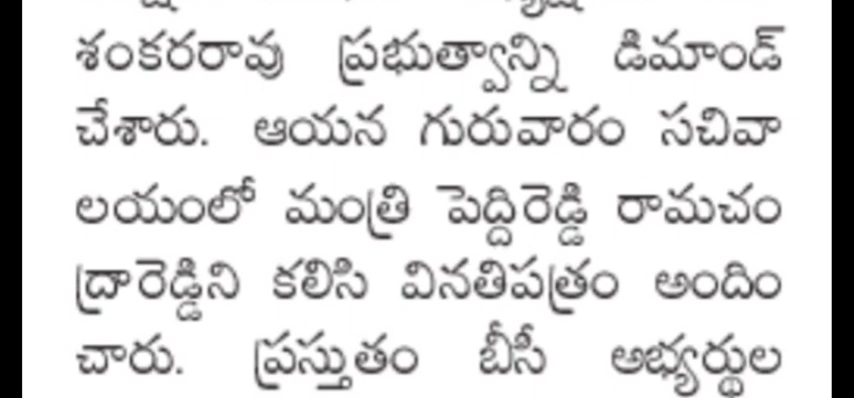 శంకరరావు ప్రభుత్వాన్ని డిమాండ్
చేశారు. ఆయన గురువారం సచివా
లయంలో మంత్రి పెద్దిరెడ్డి రామచం
ద్రారెడ్డిని కలిసి వినతిపత్రం అందిం
చారు. ప్రస్తుతం బీసీ అభ్యర్థుల